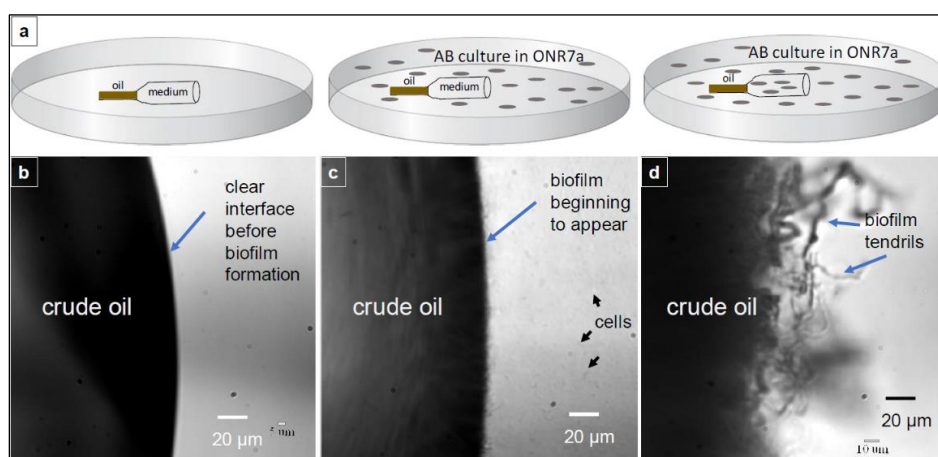 a
AB culture in ONR7a
AB culture in ONR7a
oil
medium
oil
medium
oil
b
clear
interface
before
biofilm
formation
crude oil
20 µm
c
biofilm
beginning
to appear
crude oil
cells
20 µm
d
biofilm
tendrils
crude oil
20 µm
10 um